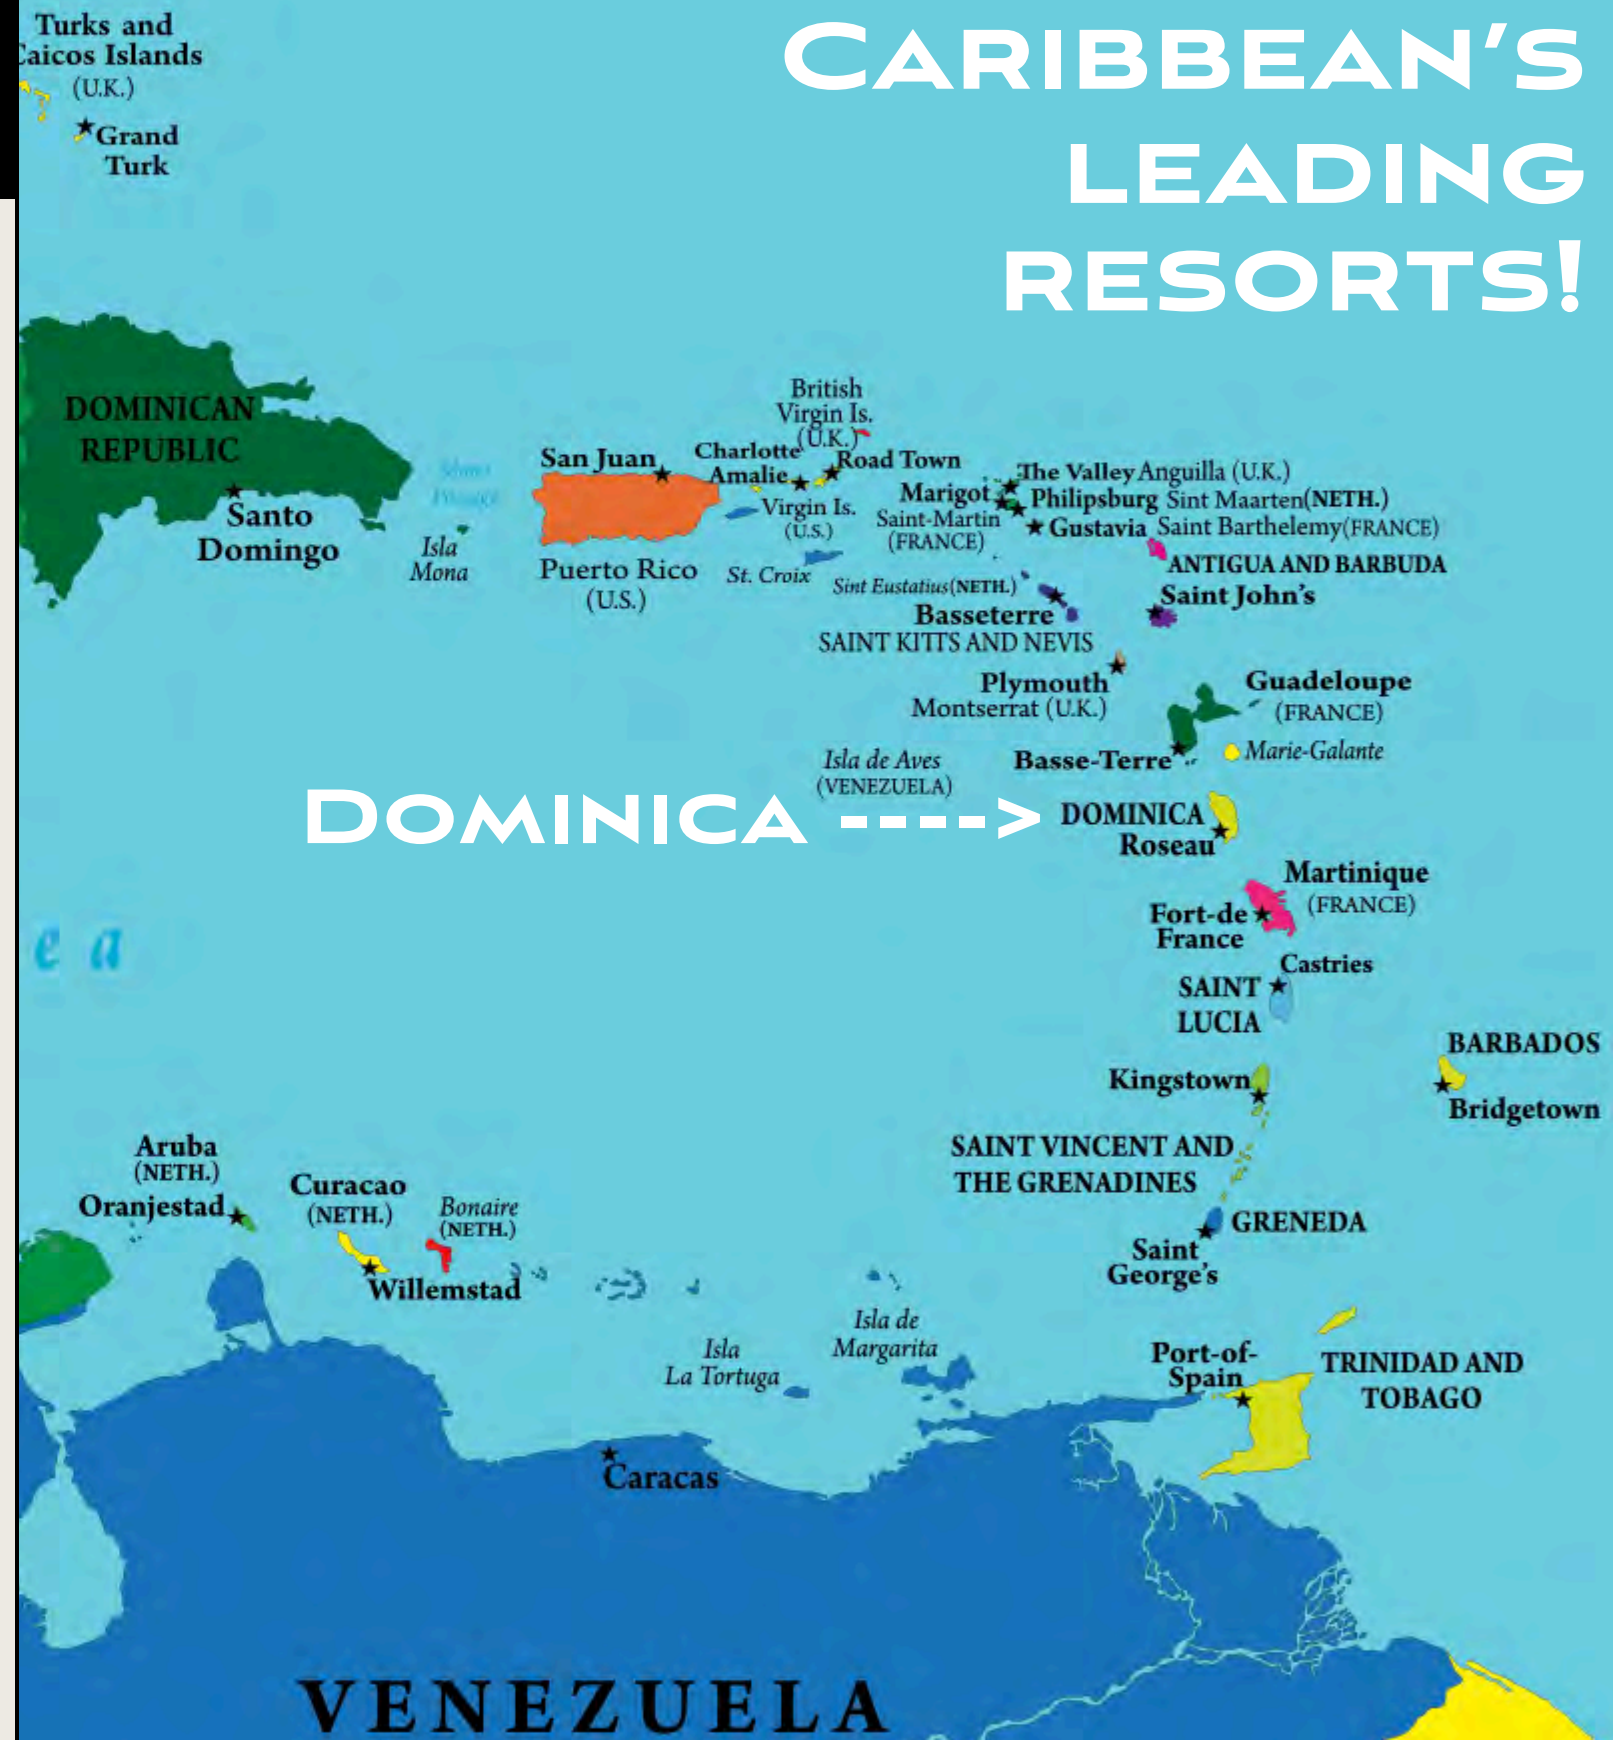 CARIBBEAN'S
LEADING
RESORTS!
Turks and
Caicos Islands
(U.K.)
Grand
Turk
DOMINICAN
REPUBLIC
Santo
Domingo
Isla
Mona
San Juan
Puerto Rico
(U.S.)
British
Virgin Is.
(U.K.)
Charlotte
Amalie
Road Town
Virgin Is.
(U.S.)
St. Croix
The Valley Anguilla (U.K.)
Marigot
Saint-Martin
(FRANCE)
Philipsburg Sint Maarten(NETH.)
Gustavia Saint Barthelemy(FRANCE)
ANTIGUA AND BARBUDA
Saint John's
Sint Eustatius(NETH.)
Basseterre
SAINT KITTS AND NEVIS
Plymouth
Montserrat (U.K.)
Guadeloupe
(FRANCE)
Basse-Terre
Marie-Galante
Isla de Aves
(VENEZUELA)
DOMINICA ---->
DOMINICA
Roseau
Martinique
(FRANCE)
Fort-de
France
e a
Castries
SAINT
LUCIA
BARBADOS
Bridgetown
Kingstown
SAINT VINCENT AND
THE GRENADINES
GRENEDA
Saint
George's
Aruba
(NETH.)
Oranjestad
Curacao
(NETH.)
Willemstad
Bonaire
(NETH.)
Isla
La Tortuga
Isla de
Margarita
Port-of-
Spain
TRINIDAD AND
TOBAGO
Caracas
VENEZUELA